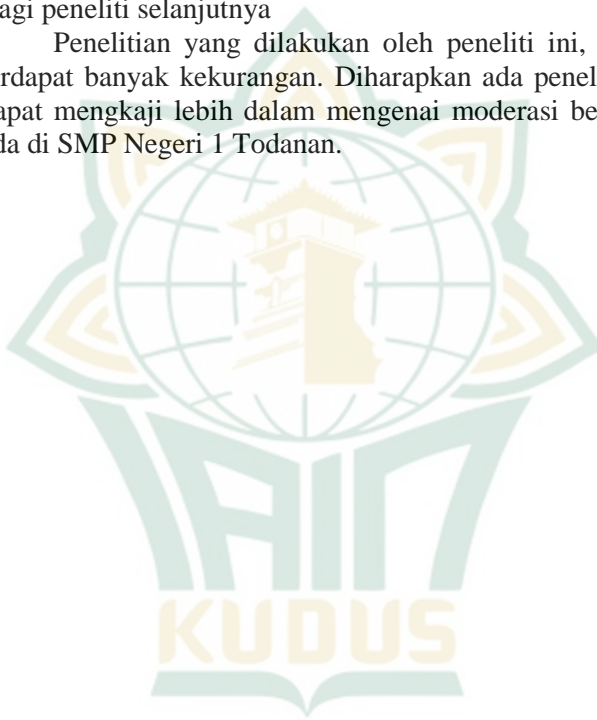 agi peneliti selanjutnya
Penelitian yang dilakukan oleh peneliti ini,
rdapat banyak kekurangan. Diharapkan ada penel
apat mengkaji lebih dalam mengenai moderasi be
da di SMP Negeri 1 Todanan.
IAIN
KUDUS